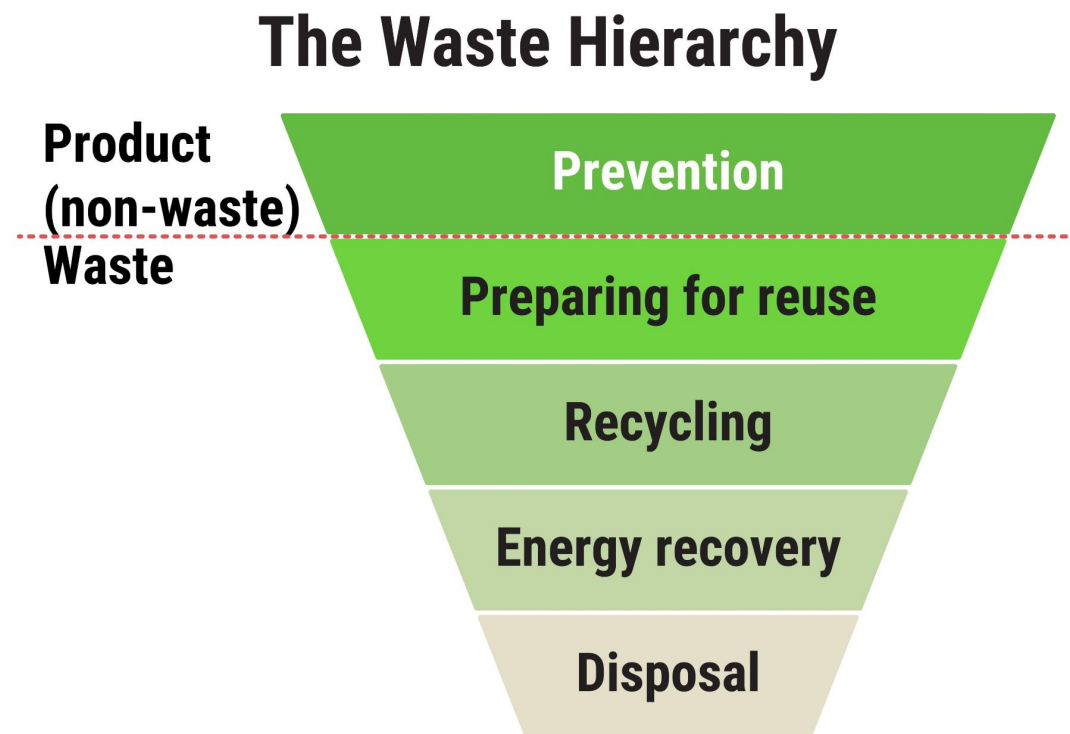 The Waste Hierarchy
Product
(non-waste)
Waste
Prevention
Preparing for reuse
Recycling
Energy recovery
Disposal